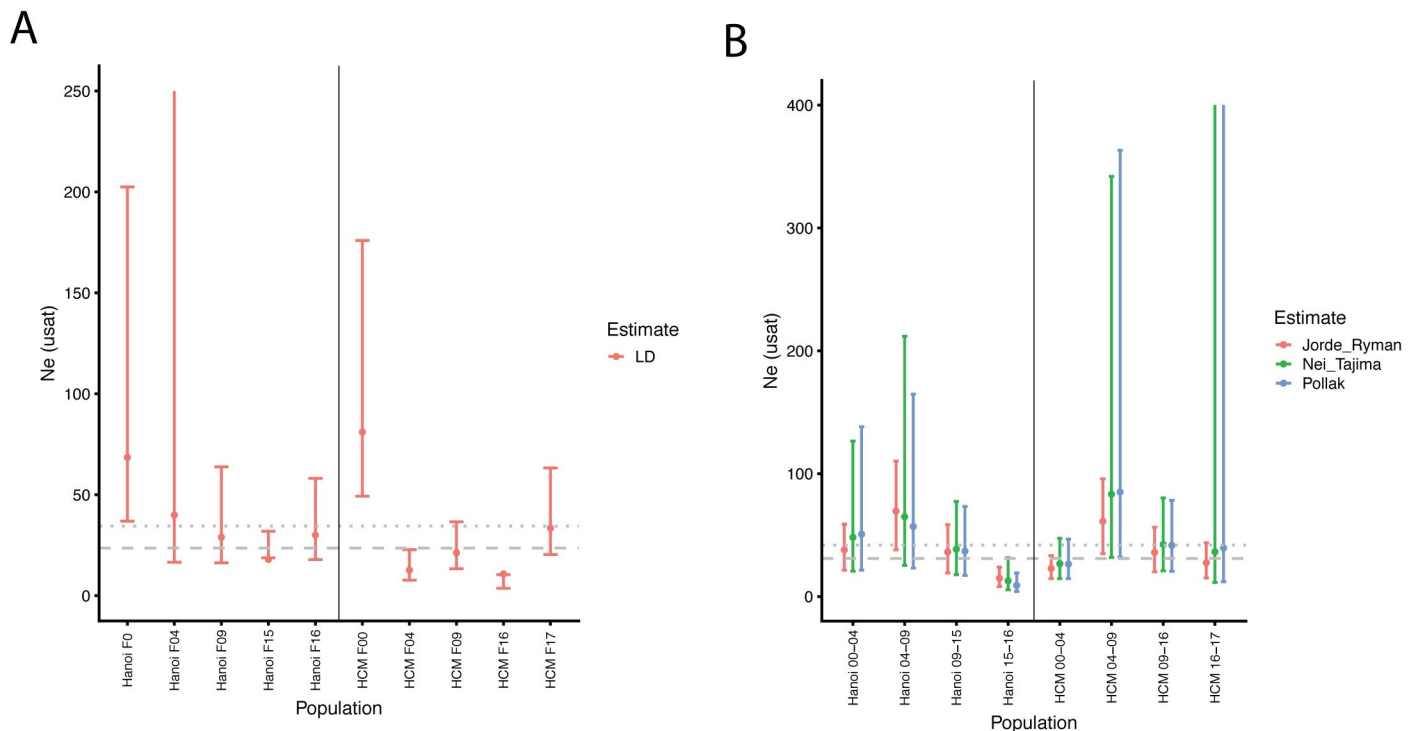 A
250
200
150
100
50
0
Ne (usat)
Hanoi F0
Hanoi F04
Hanoi F09
Hanoi F15
Hanoi F16
HCM F00
HCM F04
HCM F09
HCM F16
HCM F17
Population
Estimate
LD
B
400
300
200
100
0
Ne (usat)
Hanoi 00–04
Hanoi 04–09
Hanoi 09–15
Hanoi 15–16
HCM 00–04
HCM 04–09
HCM 09–16
HCM 16–17
Population
Estimate
Jorde_Ryman
Nei_Tajima
Pollak